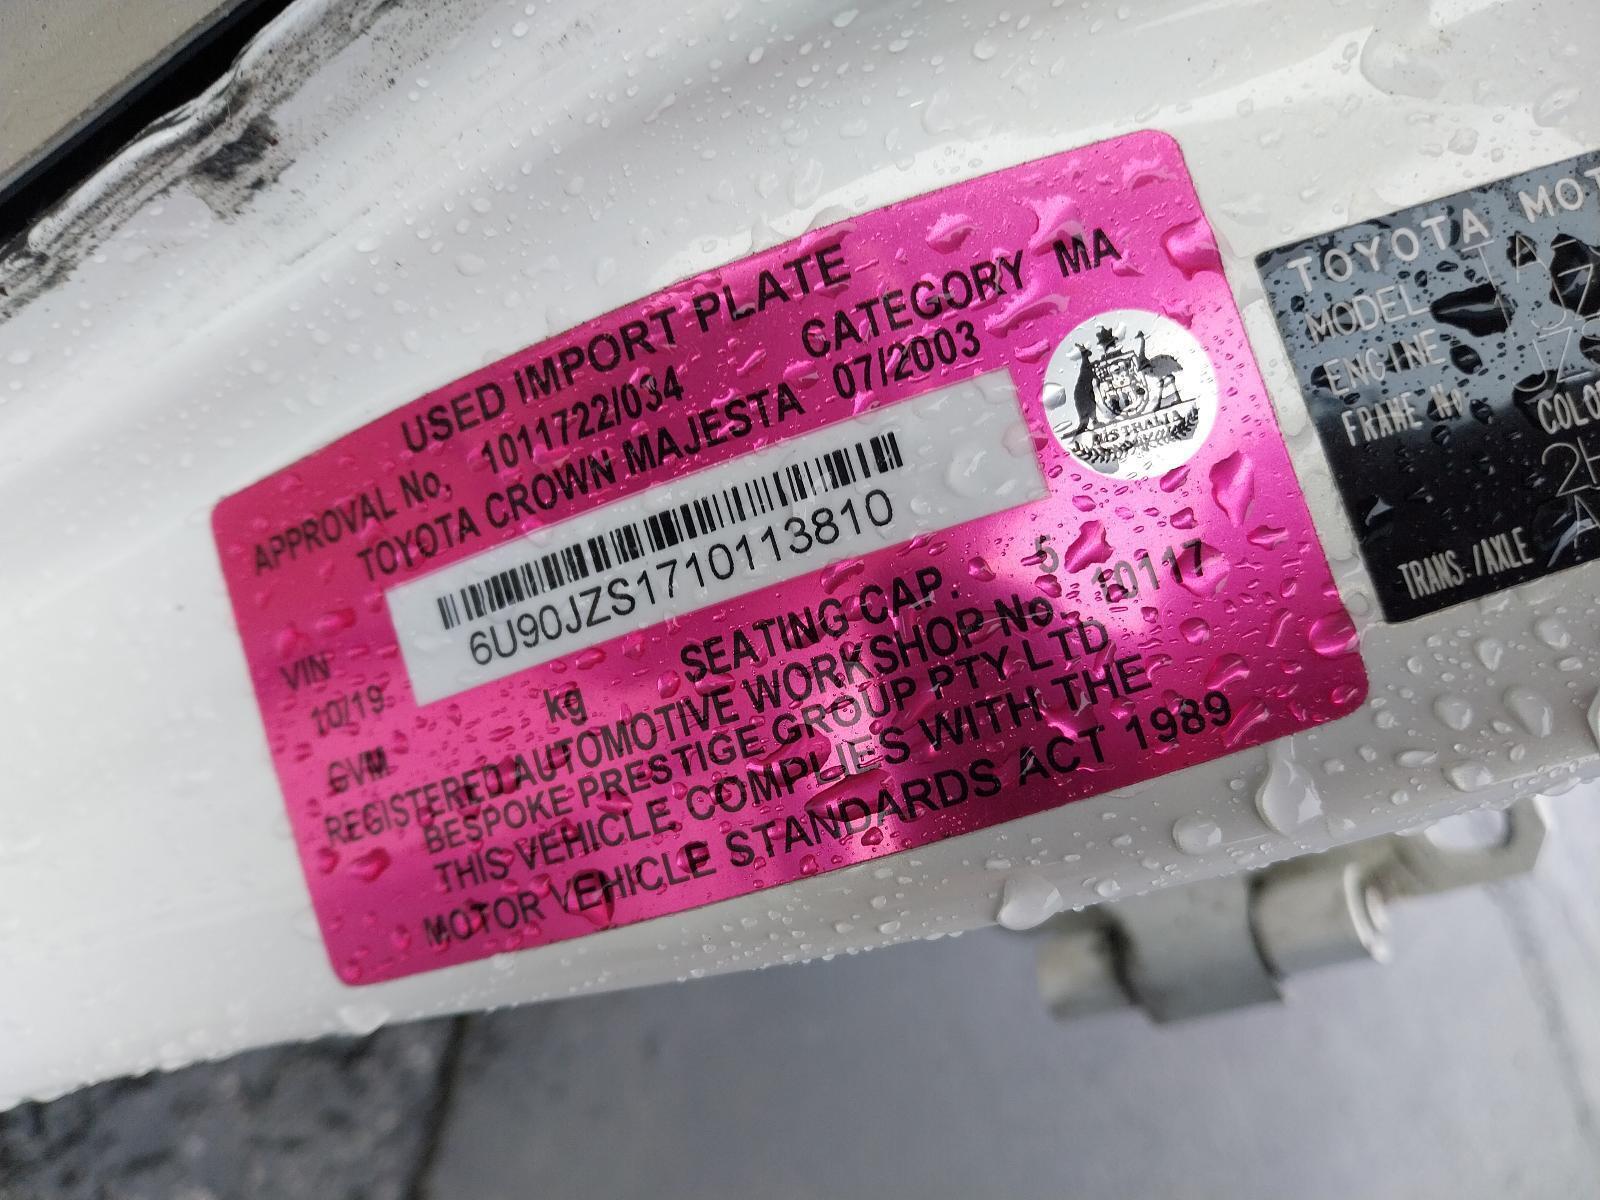 USED IMPORT PLATE
APPROVAL No. 1011722/034 CATEGORY MA
TOYOTA CROWN MAJESTA 07/2003
AUSTRALIA
VIN 6U90JZS1710113810
10/19
GVM kg SEATING CAP. 5
REGISTERED AUTOMOTIVE WORKSHOP No. 10117
BESPOKE PRESTIGE GROUP PTY LTD
THIS VEHICLE COMPLIES WITH THE
MOTOR VEHICLE STANDARDS ACT 1989
TOYOTA
MODEL
ENGINE
FRAME No
TRANS./AXLE